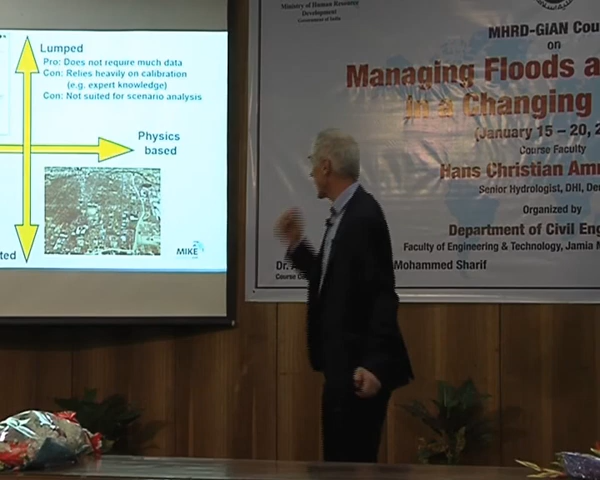 Lumped
Pro: Does not require much data
Con: Relies heavily on calibration
(e.g. expert knowledge)
Con: Not suited for scenario analysis
Physics
based
MIKE
Ministry of Human Resource
Development
Government of India
MHRD-GIAN Cou
on
Managing Floods a
in a Changing
(January 15 – 20, 2
Course Faculty
Hans Christian Am
Senior Hydrologist, DHI, De
Organized by
Department of Civil Eng
Faculty of Engineering & Technology, Jamia M
Dr.
Mohammed Sharif